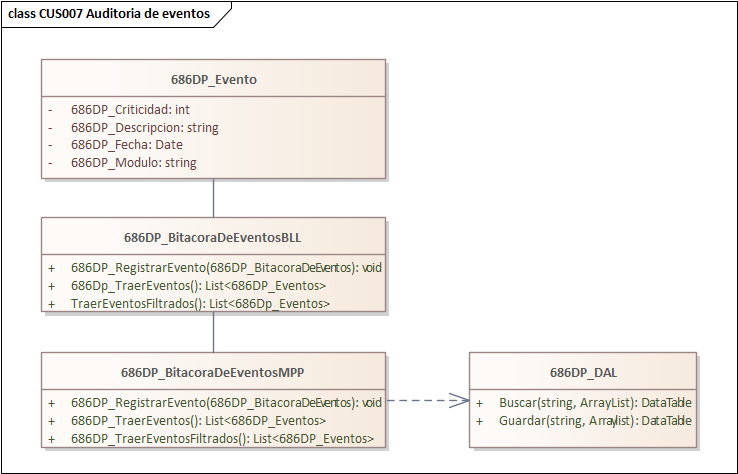 class CUS007 Auditoria de eventos
686DP_Evento
- 686DP_Criticidad: int
- 686DP_Descripcion: string
- 686DP_Fecha: Date
- 686DP_Modulo: string
686DP_BitacoraDeEventosBLL
+ 686DP_RegistrarEvento(686DP_BitacoraDeEventos): void
+ 686Dp_TraerEventos(): List<686DP_Eventos>
+ TraerEventosFiltrados(): List<686Dp_Eventos>
686DP_BitacoraDeEventosMPP
+ 686DP_RegistrarEvento(686DP_BitacoraDeEventos): void
+ 686DP_TraerEventos(): List<686DP_Eventos>
+ 686DP_TraerEventosFiltrados(): List<686DP_Eventos>
686DP_DAL
+ Buscar(string, ArrayList): DataTable
+ Guardar(string, Arraylist): DataTable